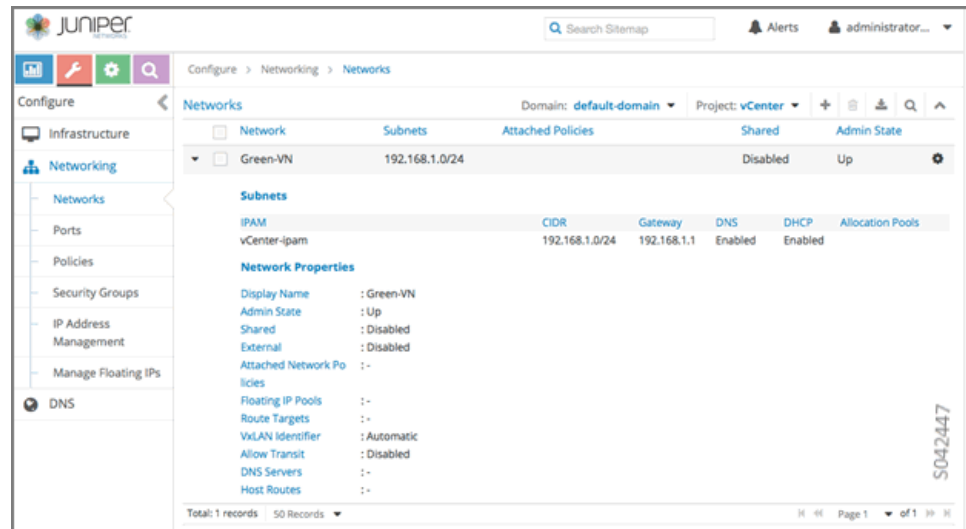 JUNIPER
NETWORKS
Search Sitemap
Alerts
administrator...
Configure > Networking > Networks
Configure
Infrastructure
Networking
Networks
Ports
Policies
Security Groups
IP Address
Management
Manage Floating IPs
DNS
Networks Domain: default-domain Project: vCenter
Network Subnets Attached Policies Shared Admin State
Green-VN 192.168.1.0/24 Disabled Up
Subnets
IPAM CIDR Gateway DNS DHCP Allocation Pools
vCenter-ipam 192.168.1.0/24 192.168.1.1 Enabled Enabled
Network Properties
Display Name : Green-VN
Admin State : Up
Shared : Disabled
External : Disabled
Attached Network Po : -
licies
Floating IP Pools : -
Route Targets : -
VxLAN Identifier : Automatic
Allow Transit : Disabled
DNS Servers : -
Host Routes : -
Total: 1 records 50 Records Page 1 of 1
S042447